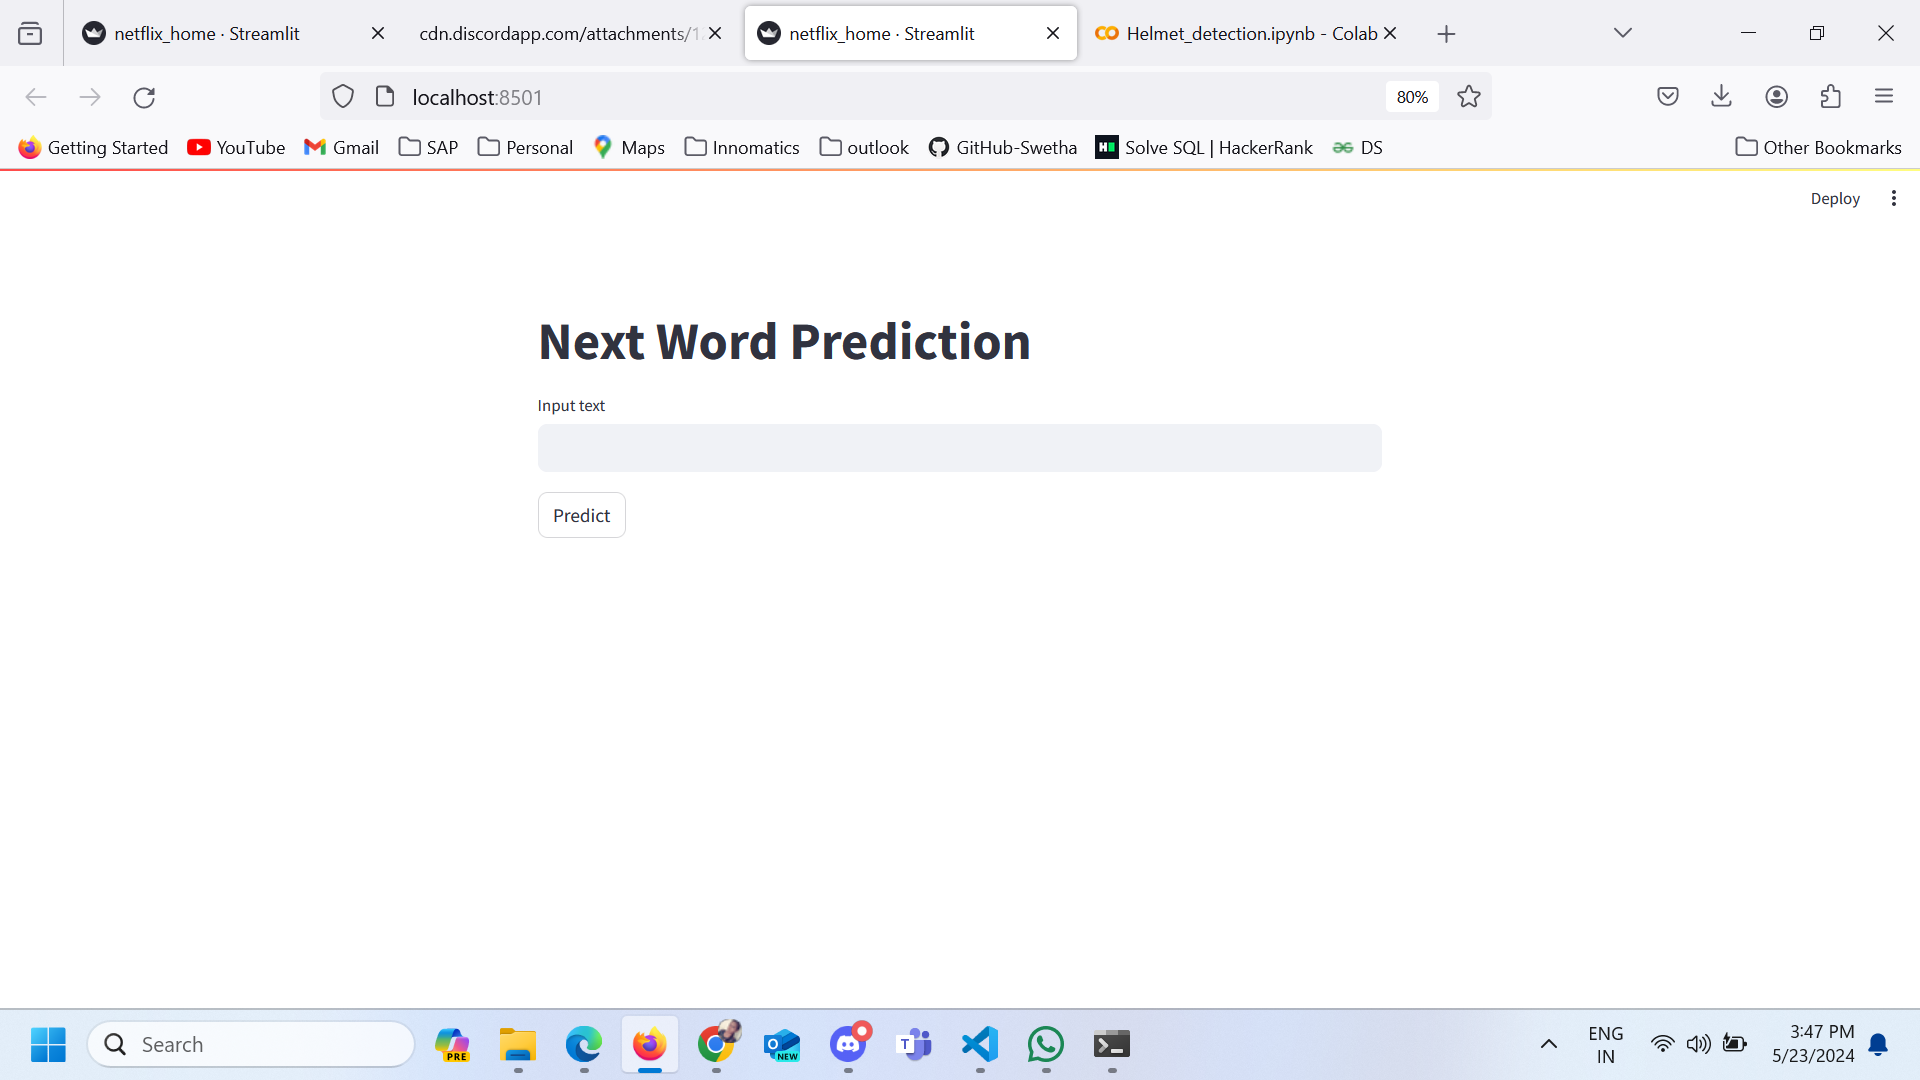 netflix_home · Streamlit
cdn.discordapp.com/attachments/1
netflix_home · Streamlit
Helmet_detection.ipynb - Colab
localhost:8501
80%
Getting Started
YouTube
Gmail
SAP
Personal
Maps
Innomatics
outlook
GitHub-Swetha
Solve SQL | HackerRank
DS
Other Bookmarks
Deploy
Next Word Prediction
Input text
Predict
Search
PRE
NEW
ENG
IN
3:47 PM
5/23/2024